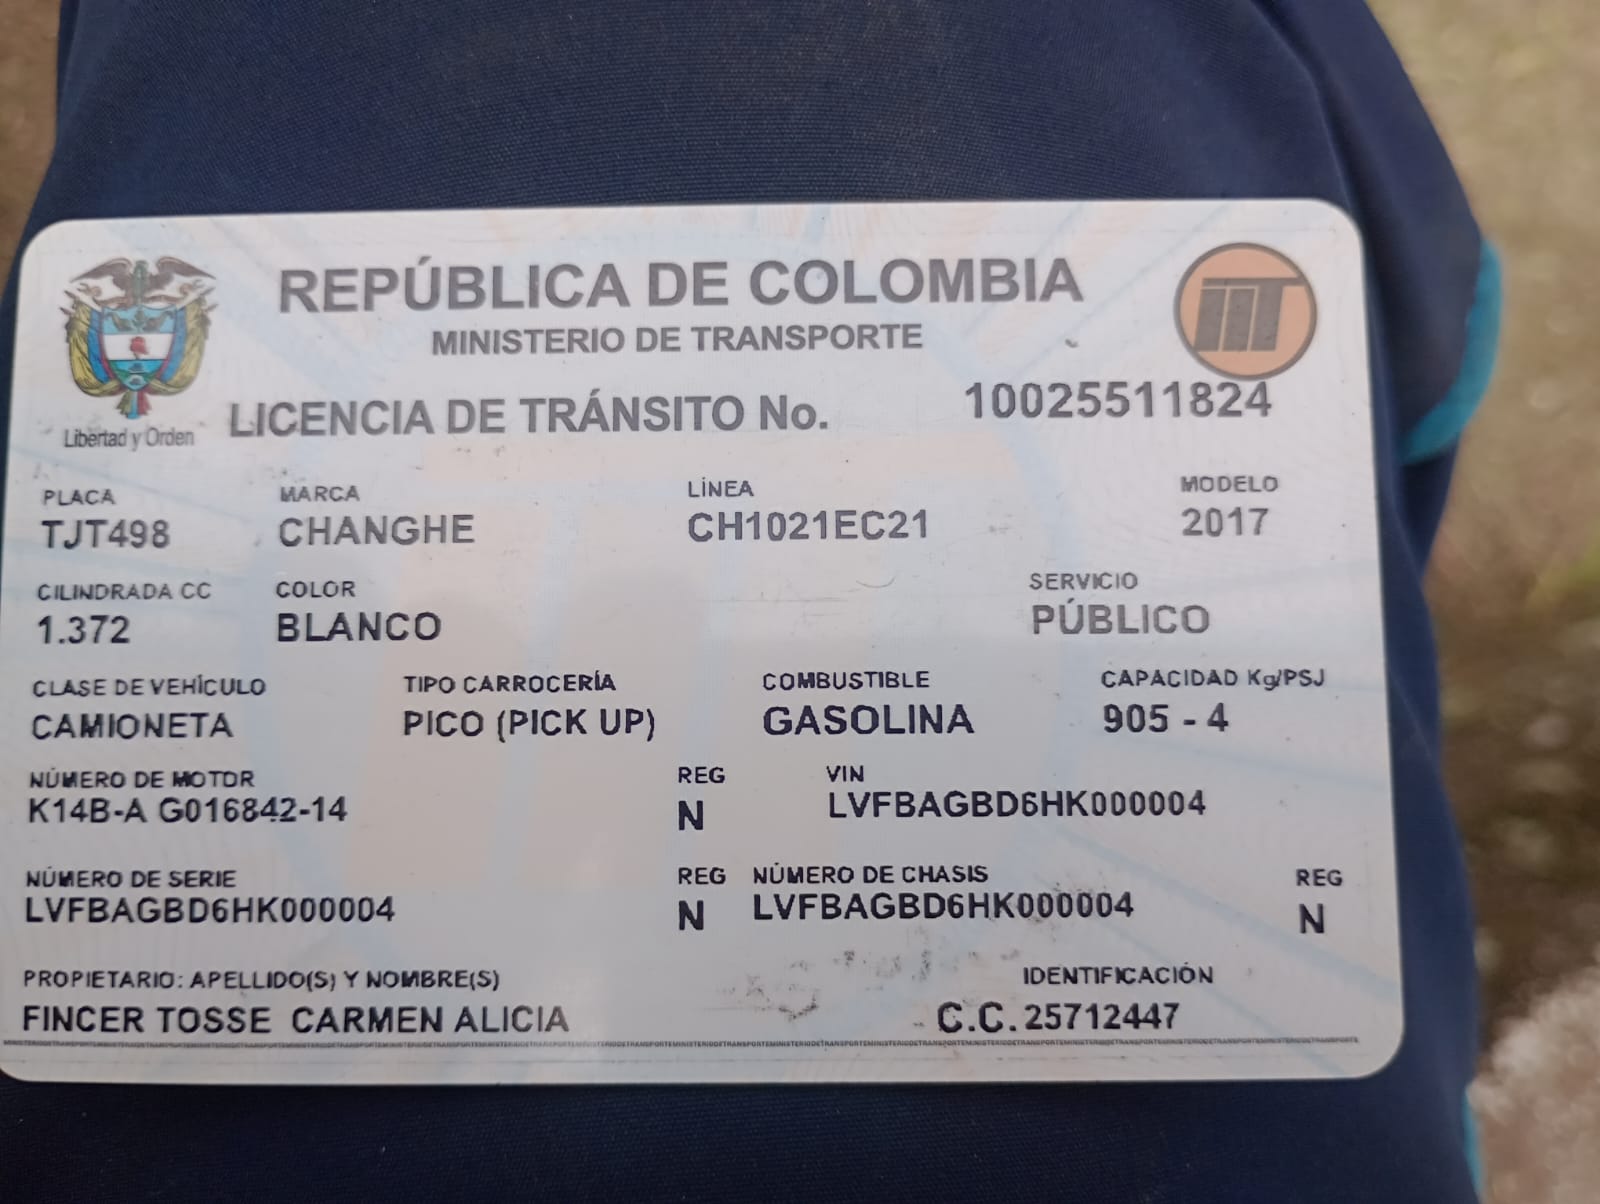 REPÚBLICA DE COLOMBIA
MINISTERIO DE TRANSPORTE
Libertad y Orden
LICENCIA DE TRÁNSITO No. 10025511824
PLACA MARCA LÍNEA MODELO
TJT498 CHANGHE CH1021EC21 2017
CILINDRADA CC COLOR SERVICIO
1.372 BLANCO PÚBLICO
CLASE DE VEHÍCULO TIPO CARROCERÍA COMBUSTIBLE CAPACIDAD Kg/PSJ
CAMIONETA PICO (PICK UP) GASOLINA 905 - 4
NÚMERO DE MOTOR REG VIN
K14B-A G016842-14 N LVFBAGBD6HK000004
NÚMERO DE SERIE REG NÚMERO DE CHASIS REG
LVFBAGBD6HK000004 N LVFBAGBD6HK000004 N
PROPIETARIO: APELLIDO(S) Y NOMBRE(S) IDENTIFICACIÓN
FINCER TOSSE CARMEN ALICIA C.C. 25712447